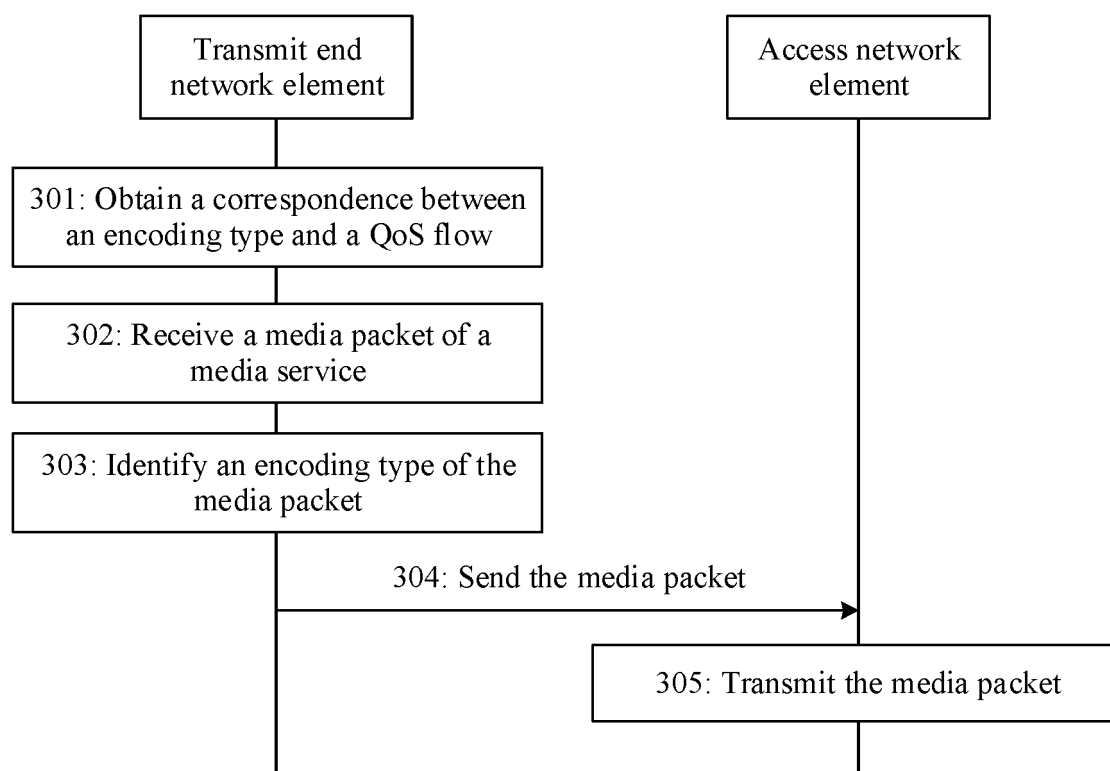 Transmit end
network element
Access network
element
301: Obtain a correspondence between
an encoding type and a QoS flow
302: Receive a media packet of a
media service
303: Identify an encoding type of the
media packet
304: Send the media packet
305: Transmit the media packet